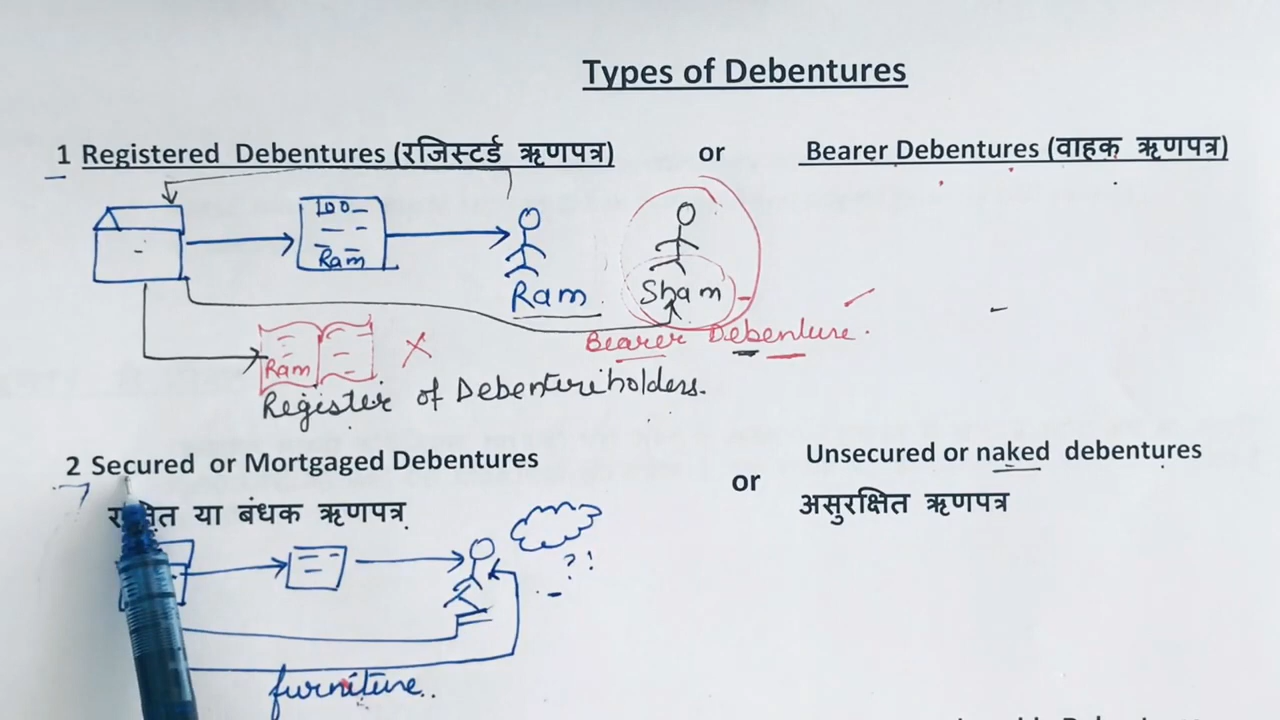 Types of Debentures
1 Registered Debentures (रजिस्टर्ड ऋणपत्र) or Bearer Debentures (वाहक ऋणपत्र)
100
Ram
Ram
Sham
Bearer Debenture.
Ram
Register of Debentureholders.
2 Secured or Mortgaged Debentures or Unsecured or naked debentures
या बंधक ऋणपत्र असुरक्षित ऋणपत्र
?!
furniture..